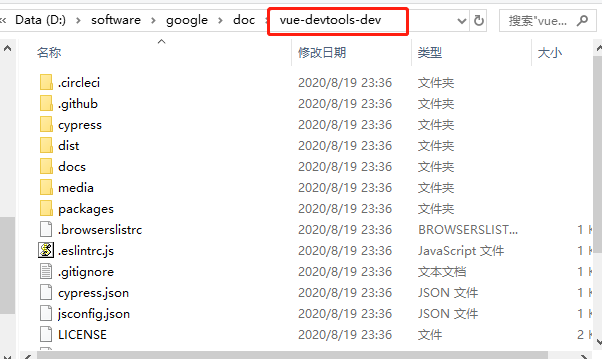 Data (D:) › software › google › doc › vue-devtools-dev 搜索"vue...
名称 修改日期 类型 大小
.circleci 2020/8/19 23:36 文件夹
.github 2020/8/19 23:36 文件夹
cypress 2020/8/19 23:36 文件夹
dist 2020/8/19 23:36 文件夹
docs 2020/8/19 23:36 文件夹
media 2020/8/19 23:36 文件夹
packages 2020/8/19 23:36 文件夹
.browserslistrc 2020/8/19 23:36 BROWSERSLIST... 1 K
.eslintrc.js 2020/8/19 23:36 JavaScript 文件 1 K
.gitignore 2020/8/19 23:36 文本文档 1 K
cypress.json 2020/8/19 23:36 JSON 文件 1 K
jsconfig.json 2020/8/19 23:36 JSON 文件 1 K
LICENSE 2020/8/19 23:36 文件 2 K